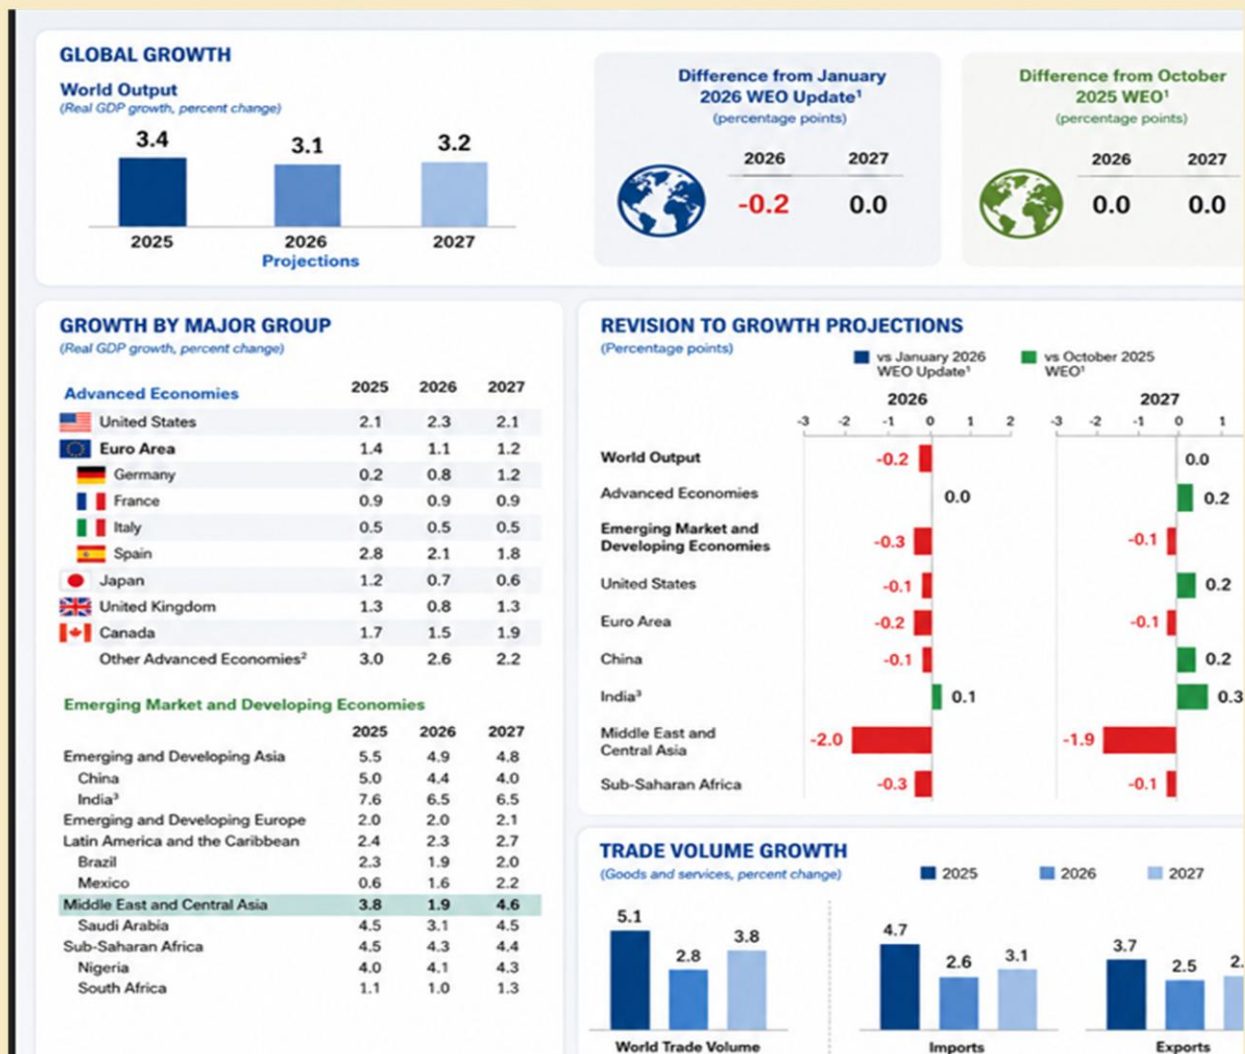 GLOBAL GROWTH
World Output
(Real GDP growth, percent change)
3.4 3.1 3.2
2025 2026 2027
Projections
Difference from January
2026 WEO Update¹
(percentage points)
2026 2027
-0.2 0.0
Difference from October
2025 WEO¹
(percentage points)
2026 2027
0.0 0.0
GROWTH BY MAJOR GROUP
(Real GDP growth, percent change)
Advanced Economies 2025 2026 2027
United States 2.1 2.3 2.1
Euro Area 1.4 1.1 1.2
Germany 0.2 0.8 1.2
France 0.9 0.9 0.9
Italy 0.5 0.5 0.5
Spain 2.8 2.1 1.8
Japan 1.2 0.7 0.6
United Kingdom 1.3 0.8 1.3
Canada 1.7 1.5 1.9
Other Advanced Economies² 3.0 2.6 2.2
Emerging Market and Developing Economies
2025 2026 2027
Emerging and Developing Asia 5.5 4.9 4.8
China 5.0 4.4 4.0
India³ 7.6 6.5 6.5
Emerging and Developing Europe 2.0 2.0 2.1
Latin America and the Caribbean 2.4 2.3 2.7
Brazil 2.3 1.9 2.0
Mexico 0.6 1.6 2.2
Middle East and Central Asia 3.8 1.9 4.6
Saudi Arabia 4.5 3.1 4.5
Sub-Saharan Africa 4.5 4.3 4.4
Nigeria 4.0 4.1 4.3
South Africa 1.1 1.0 1.3
REVISION TO GROWTH PROJECTIONS
(Percentage points)
vs January 2026
WEO Update¹
vs October 2025
WEO¹
2026 2027
-3 -2 -1 0 1 2 -3 -2 -1 0 1
World Output -0.2 0.0
Advanced Economies 0.0 0.2
Emerging Market and
Developing Economies -0.3 -0.1
United States -0.1 0.2
Euro Area -0.2 -0.1
China -0.1 0.2
India³ 0.1 0.3
Middle East and
Central Asia -2.0 -1.9
Sub-Saharan Africa -0.3 -0.1
TRADE VOLUME GROWTH
(Goods and services, percent change)
2025 2026 2027
5.1 2.8 3.8
World Trade Volume
4.7 2.6 3.1
Imports
3.7 2.5 2.
Exports